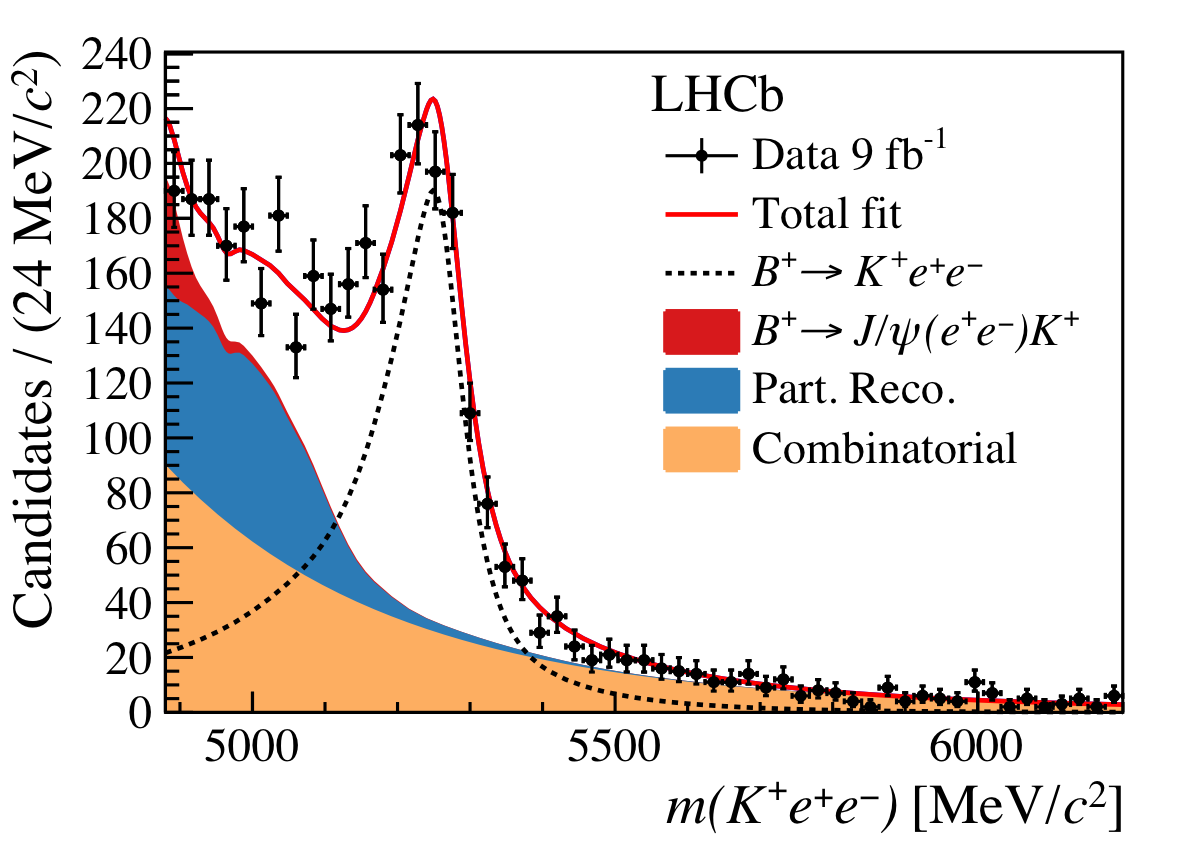 Candidates / (24 MeV/c²)
240
220
200
180
160
140
120
100
80
60
40
20
0
LHCb
Data 9 fb⁻¹
Total fit
B⁺→ K⁺e⁺e⁻
B⁺→ J/ψ(e⁺e⁻)K⁺
Part. Reco.
Combinatorial
5000 5500 6000
m(K⁺e⁺e⁻) [MeV/c²]